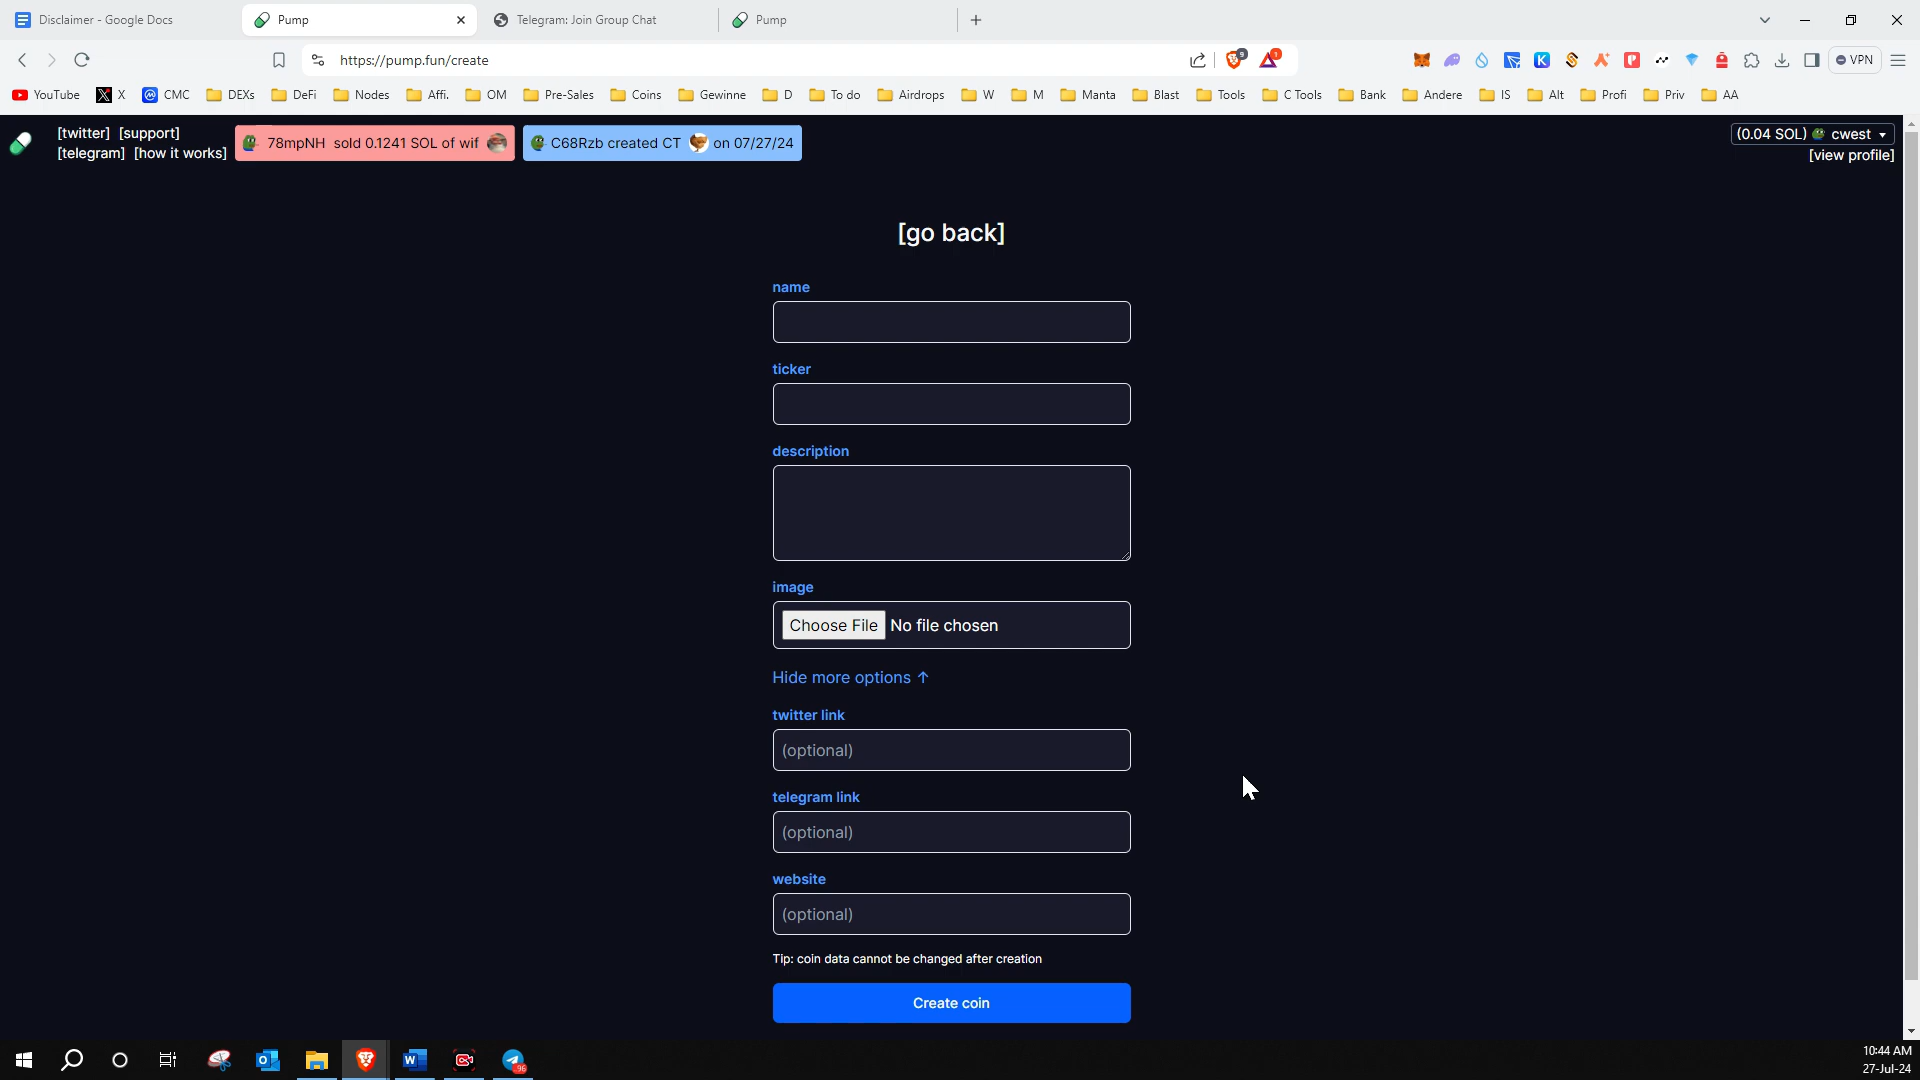 Disclaimer - Google Docs
Pump
Telegram: Join Group Chat
Pump
https://pump.fun/create
9
1
VPN
YouTube
X
CMC
DEXs
DeFi
Nodes
Affi.
OM
Pre-Sales
Coins
Gewinne
D
To do
Airdrops
W
M
Manta
Blast
Tools
C Tools
Bank
Andere
IS
Alt
Profi
Priv
AA
[twitter] [support]
[telegram] [how it works]
78mpNH sold 0.1241 SOL of wif
C68Rzb created CT on 07/27/24
(0.04 SOL) cwest
[view profile]
[go back]
name
ticker
description
image
Choose File No file chosen
Hide more options ↑
twitter link
(optional)
telegram link
(optional)
website
(optional)
Tip: coin data cannot be changed after creation
Create coin
96
10:44 AM
27-Jul-24